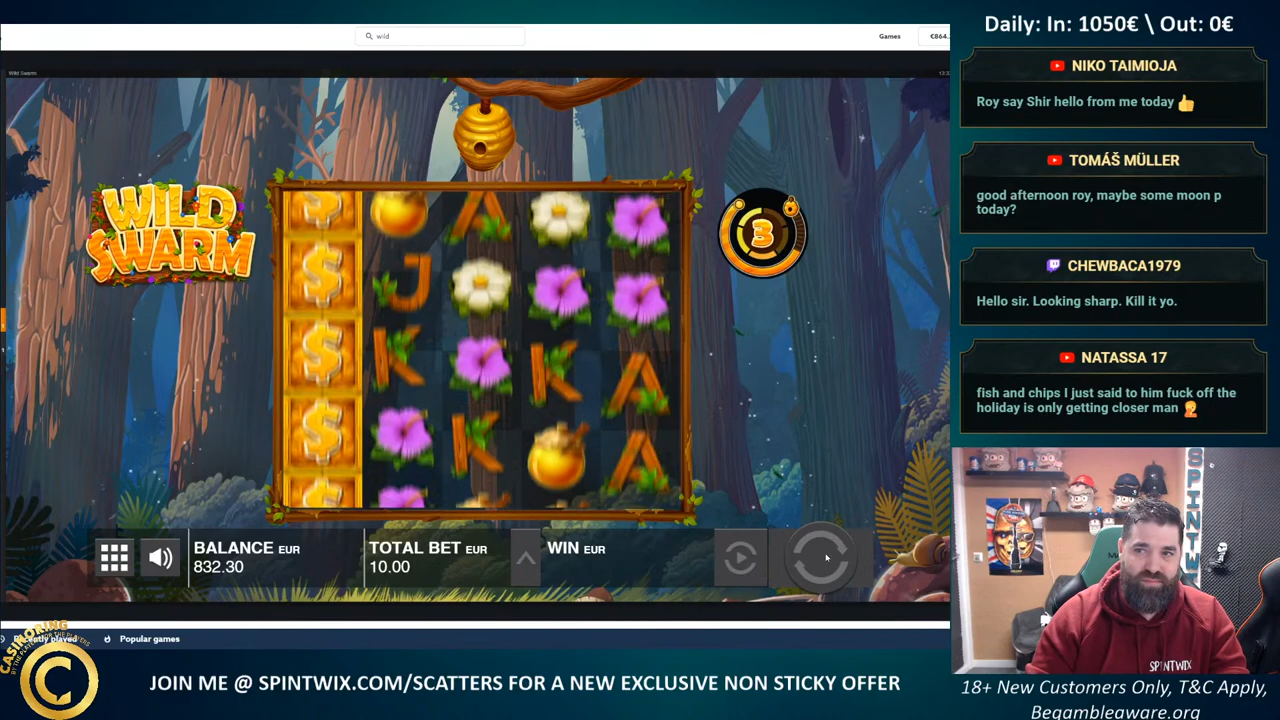 wild
Games
€864.
Wild Swarm
WILD
SWARM
3
J
A
K
K
K
A
A
BALANCE EUR
832.30
TOTAL BET EUR
10.00
WIN EUR
Popular games
CASINORING
C
JOIN ME @ SPINTWIX.COM/SCATTERS FOR A NEW EXCLUSIVE NON STICKY OFFER
Daily: In: 1050€ \ Out: 0€
NIKO TAIMIOJA
Roy say Shir hello from me today 👍
TOMÁŠ MÜLLER
good afternoon roy, maybe some moon p
today?
CHEWBACA1979
Hello sir. Looking sharp. Kill it yo.
NATASSA 17
fish and chips I just said to him fuck off the
holiday is only getting closer man 🤦
SPINTW
SPINTWIX
18+ New Customers Only, T&C Apply,
Begambleaware.org